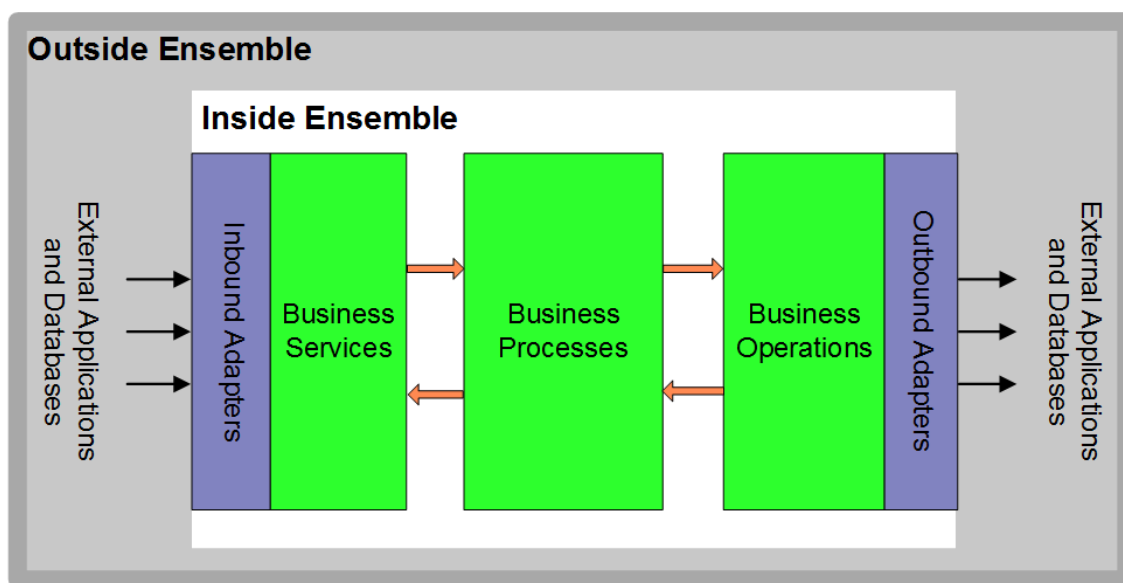 Outside Ensemble
Inside Ensemble
External Applications
and Databases
Inbound Adapters
Business
Services
Business
Processes
Business
Operations
Outbound Adapters
External Applications
and Databases